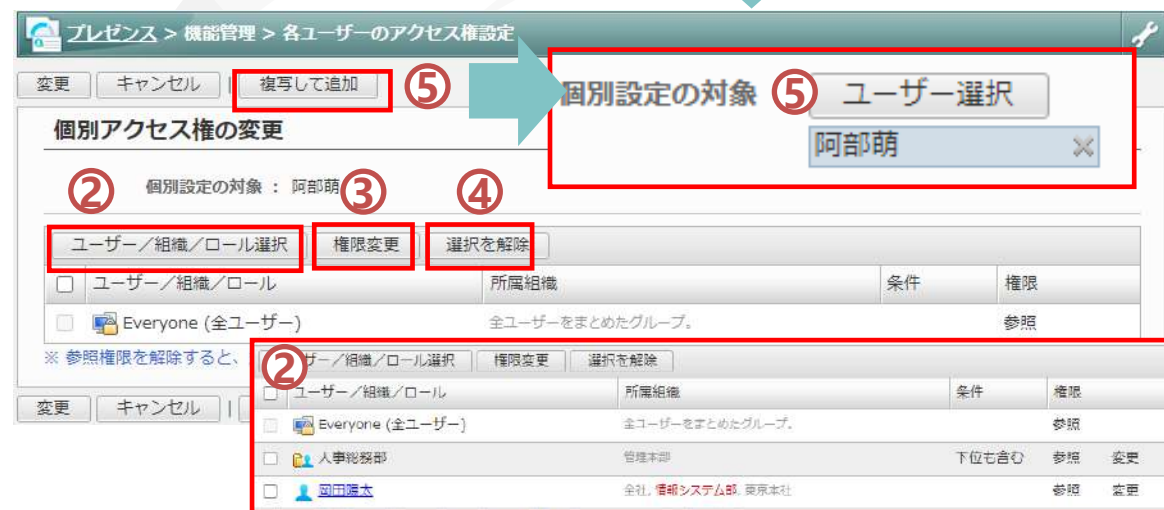 プレゼンス > 機能管理 > 各ユーザーのアクセス権設定
変更 キャンセル | 複写して追加 ⑤
個別設定の対象 ⑤ ユーザー選択
阿部萌
個別アクセス権の変更
② 個別設定の対象 : 阿部萌 ③ ④
ユーザー/組織/ロール選択 権限変更 選択を解除
ユーザー/組織/ロール 所属組織 条件 権限
Everyone (全ユーザー) 全ユーザーをまとめたグループ。 参照
※ 参照権限を解除すると、
変更 キャンセル |
② ザー/組織/ロール選択 権限変更 選択を解除
ユーザー/組織/ロール 所属組織 条件 権限
Everyone (全ユーザー) 全ユーザーをまとめたグループ。 参照
人事総務部 管理本部 下位も含む 参照 変更
岡田陽太 全社, 情報システム部, 東京本社 参照 変更